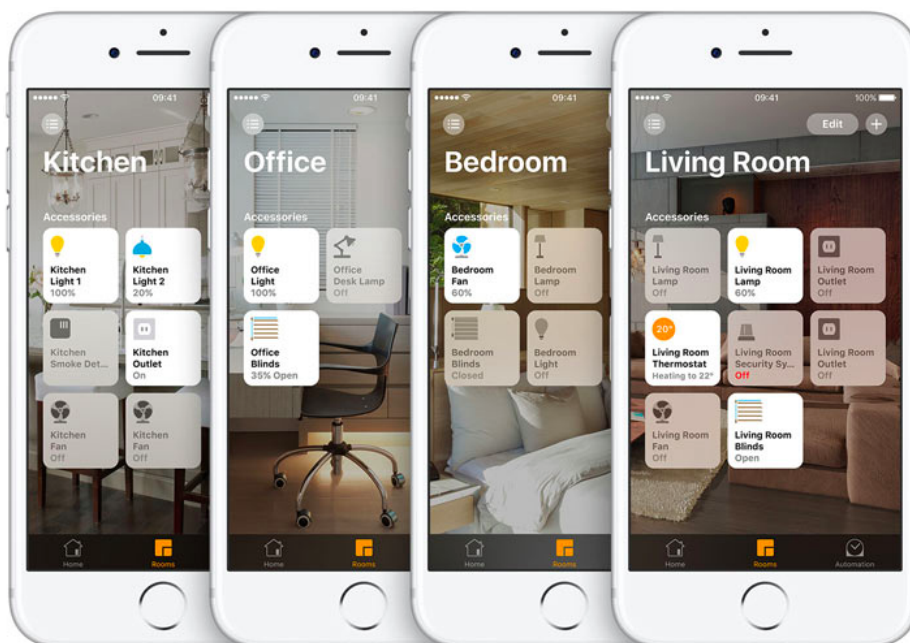 09:41
Kitchen
Accessories
Kitchen
Light 1
100%
Kitchen
Light 2
20%
Kitchen
Smoke Det...
Kitchen
Outlet
On
Kitchen
Fan
Off
Kitchen
Fan
Off
Home
Rooms
09:41
Office
Accessories
Office
Light
100%
Office
Desk Lamp
Off
Office
Blinds
35% Open
Home
Rooms
09:41
Bedroom
Accessories
Bedroom
Fan
60%
Bedroom
Lamp
Off
Bedroom
Blinds
Closed
Bedroom
Light
Off
Home
Rooms
09:41
100%
Edit
Living Room
Accessories
Living Room
Lamp
Off
Living Room
Lamp
60%
Living Room
Outlet
Off
20°
Living Room
Thermostat
Heating to 22°
Living Room
Security Sy...
Off
Living Room
Outlet
Off
Living Room
Fan
Off
Living Room
Blinds
Open
Home
Rooms
Automation